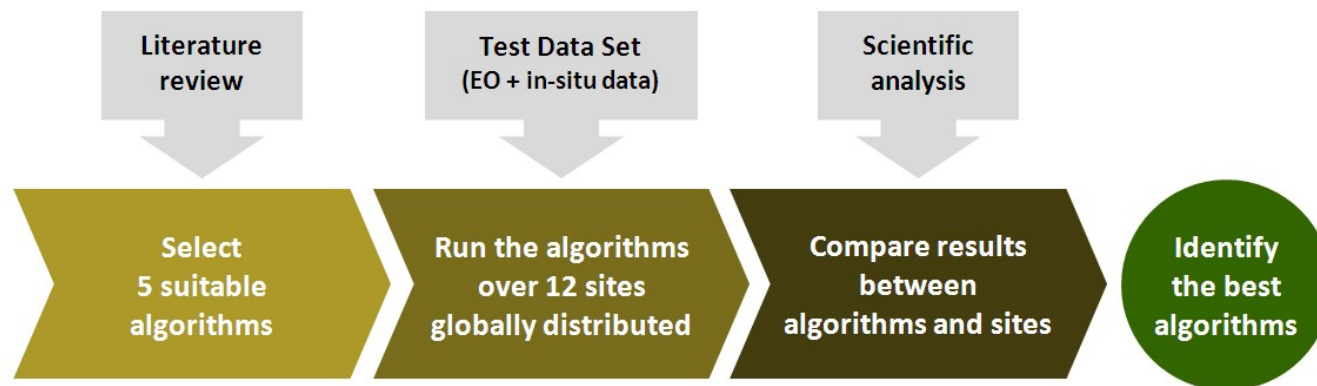 Literature
review
Test Data Set
(EO + in-situ data)
Scientific
analysis
Select
5 suitable
algorithms
Run the algorithms
over 12 sites
globally distributed
Compare results
between
algorithms and sites
Identify
the best
algorithms